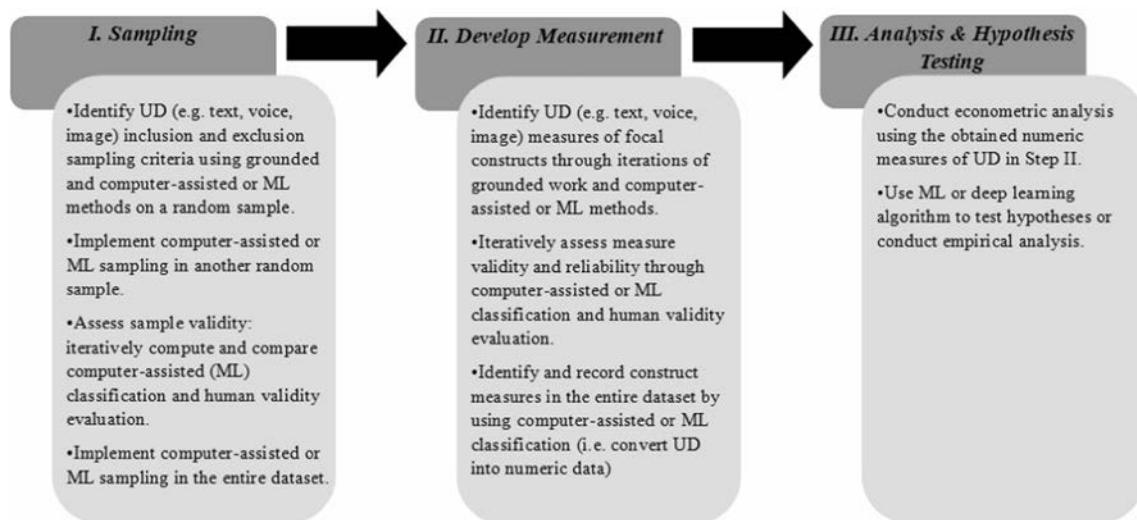 I. Sampling
•Identify UD (e.g. text, voice,
image) inclusion and exclusion
sampling criteria using grounded
and computer-assisted or ML
methods on a random sample.
•Implement computer-assisted or
ML sampling in another random
sample.
•Assess sample validity:
iteratively compute and compare
computer-assisted (ML)
classification and human validity
evaluation.
•Implement computer-assisted or
ML sampling in the entire dataset.
II. Develop Measurement
•Identify UD (e.g. text, voice,
image) measures of focal
constructs through iterations of
grounded work and computer-
assisted or ML methods.
•Iteratively assess measure
validity and reliability through
computer-assisted or ML
classification and human validity
evaluation.
•Identify and record construct
measures in the entire dataset by
using computer-assisted or ML
classification (i.e. convert UD
into numeric data)
III. Analysis & Hypothesis
Testing
•Conduct econometric analysis
using the obtained numeric
measures of UD in Step II.
•Use ML or deep learning
algorithm to test hypotheses or
conduct empirical analysis.